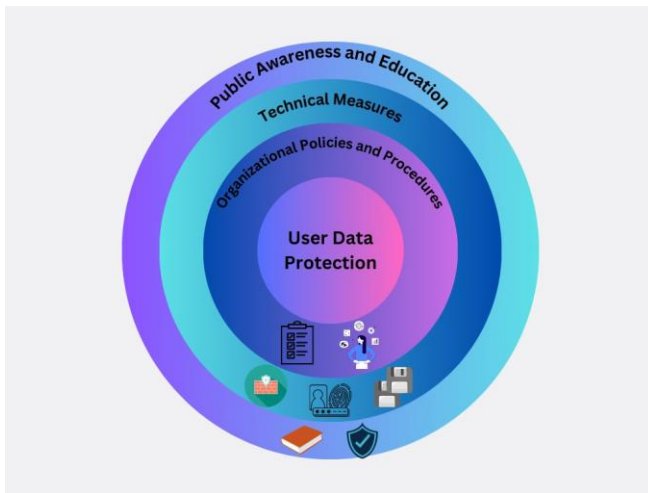 Public Awareness and Education
Technical Measures
Organizational Policies and Procedures
User Data
Protection